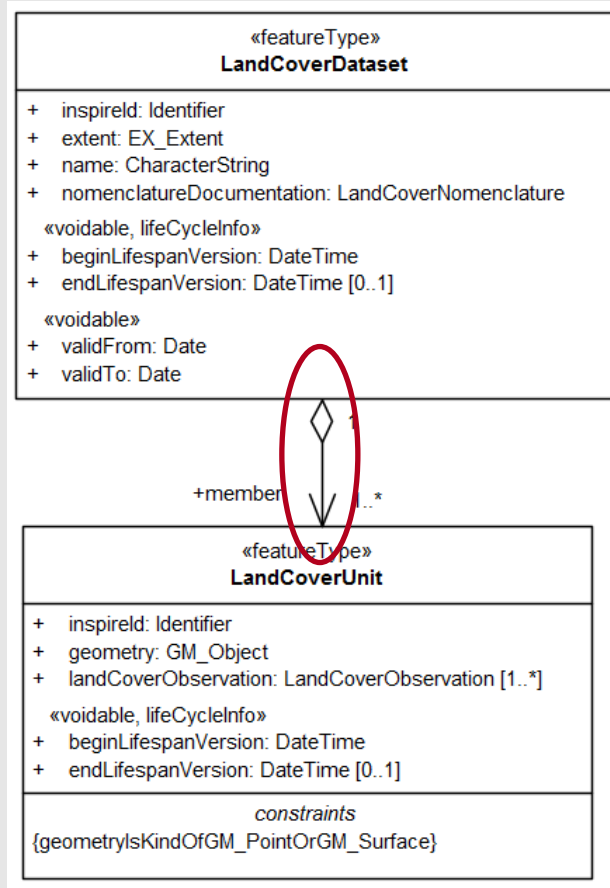 «featureType»
LandCoverDataset
+ inspireId: Identifier
+ extent: EX_Extent
+ name: CharacterString
+ nomenclatureDocumentation: LandCoverNomenclature
«voidable, lifeCycleInfo»
+ beginLifespanVersion: DateTime
+ endLifespanVersion: DateTime [0..1]
«voidable»
+ validFrom: Date
+ validTo: Date
1
+member 1..*
«featureType»
LandCoverUnit
+ inspireId: Identifier
+ geometry: GM_Object
+ landCoverObservation: LandCoverObservation [1..*]
«voidable, lifeCycleInfo»
+ beginLifespanVersion: DateTime
+ endLifespanVersion: DateTime [0..1]
constraints
{geometryIsKindOfGM_PointOrGM_Surface}